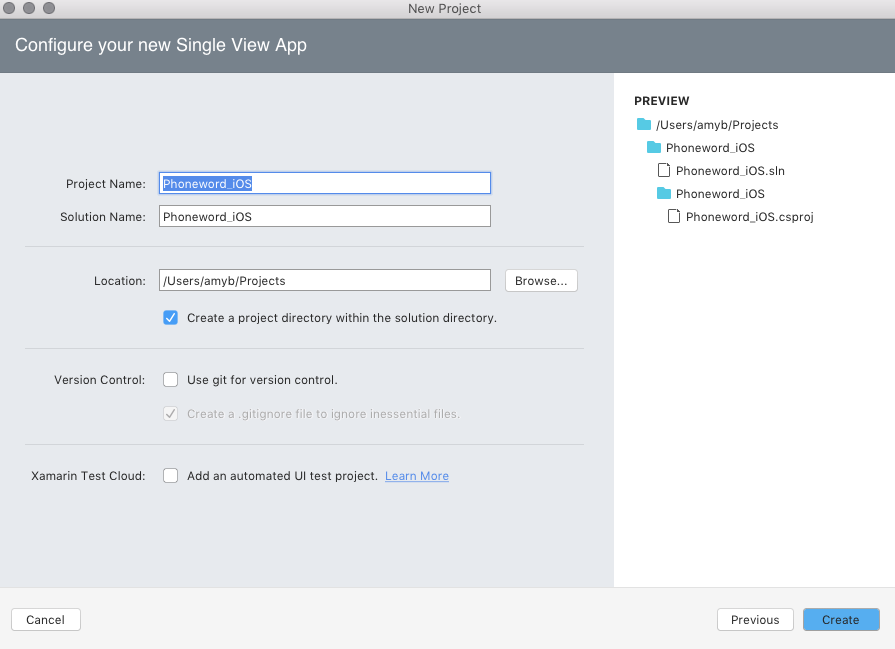 New Project
Configure your new Single View App
Project Name: Phoneword_iOS
Solution Name: Phoneword_iOS
Location: /Users/amyb/Projects Browse...
Create a project directory within the solution directory.
Version Control: Use git for version control.
Create a .gitignore file to ignore inessential files.
Xamarin Test Cloud: Add an automated UI test project. Learn More
PREVIEW
/Users/amyb/Projects
Phoneword_iOS
Phoneword_iOS.sln
Phoneword_iOS
Phoneword_iOS.csproj
Cancel Previous Create